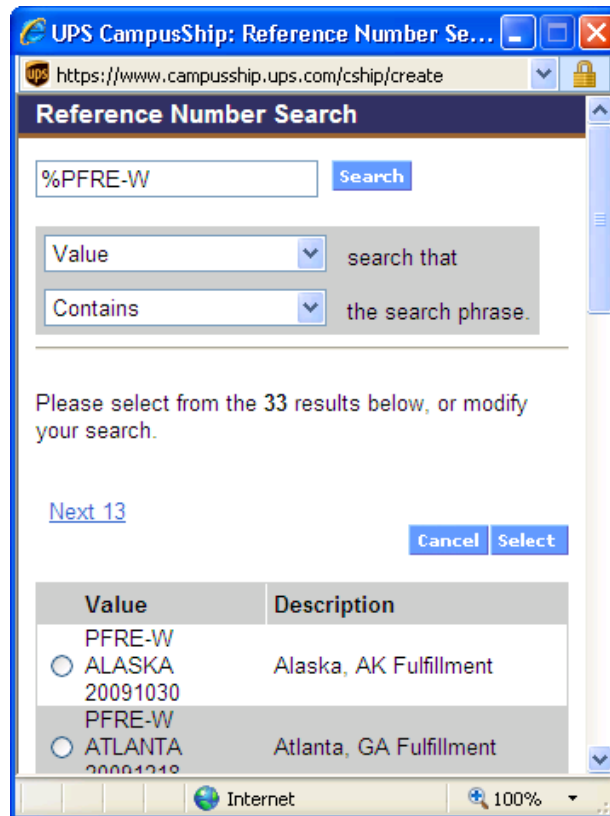 UPS CampusShip: Reference Number Se...
ups https://www.campusship.ups.com/cship/create
Reference Number Search
%PFRE-W Search
Value search that
Contains the search phrase.
Please select from the 33 results below, or modify
your search.
Next 13
Cancel Select
Value Description
PFRE-W
ALASKA Alaska, AK Fulfillment
20091030
PFRE-W
ATLANTA Atlanta, GA Fulfillment
20091218
Internet 100%